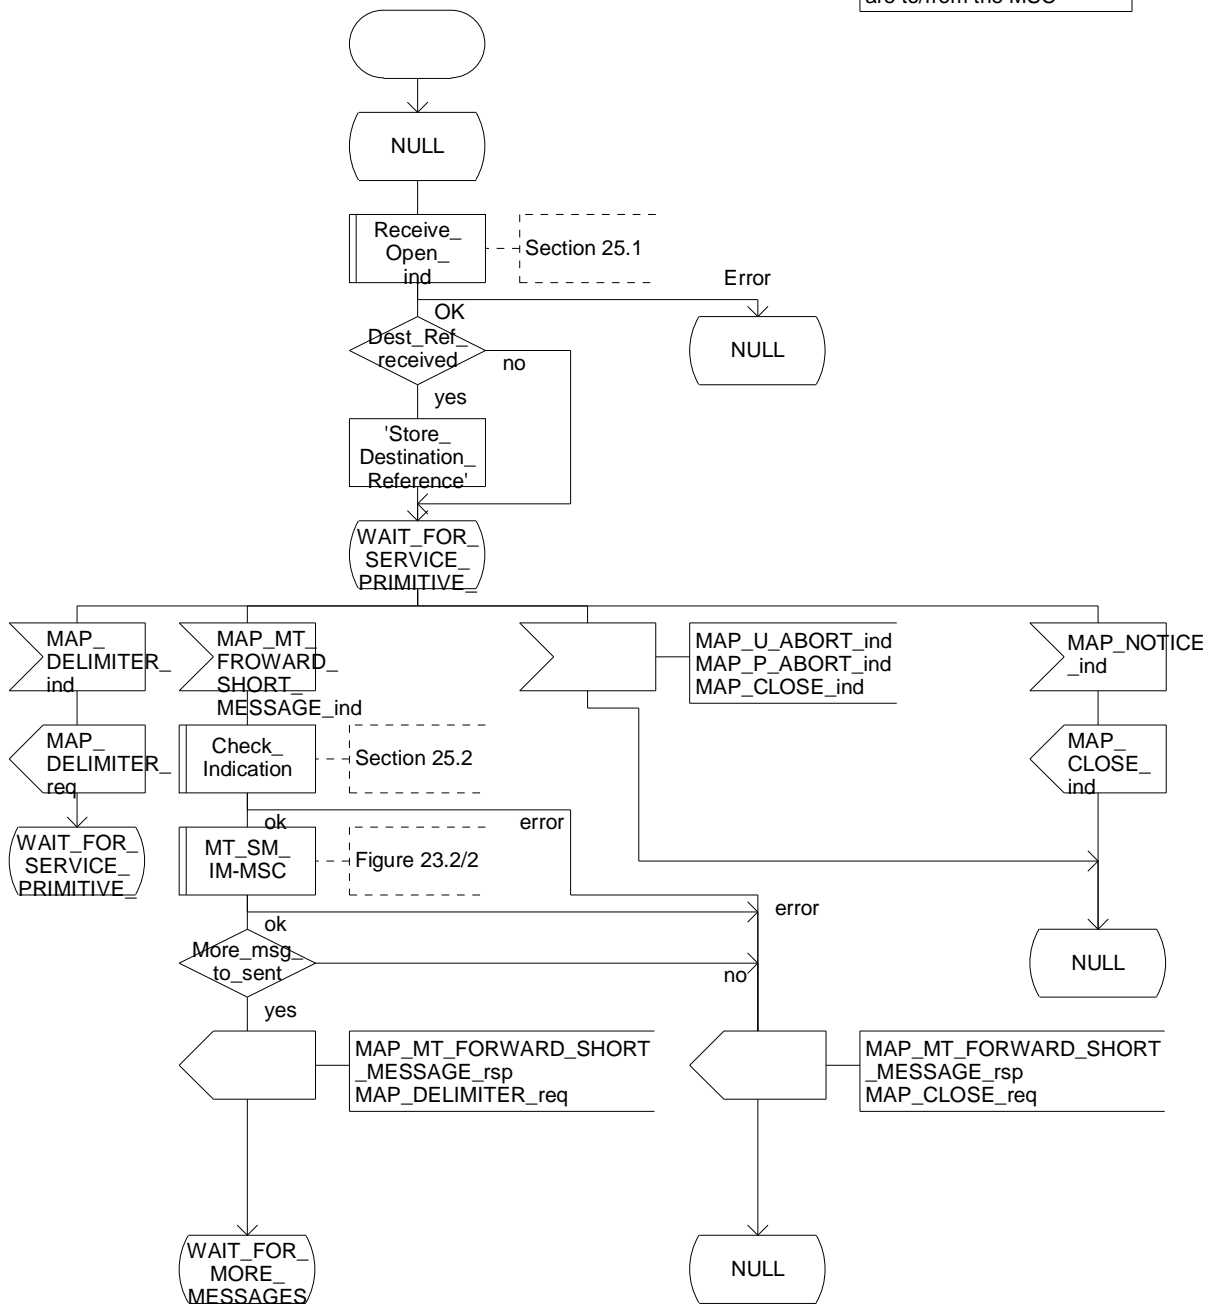 are to/from the MSC
NULL
Receive_
Open_
ind
Section 25.1
Error
OK
Dest_Ref_
received
no
NULL
yes
'Store_
Destination_
Reference'
WAIT_FOR_
SERVICE_
PRIMITIVE_
MAP_
DELIMITER_
ind
MAP_MT_
FROWARD_
SHORT_
MESSAGE_ind
MAP_U_ABORT_ind
MAP_P_ABORT_ind
MAP_CLOSE_ind
MAP_NOTICE
_ind
MAP_
DELIMITER_
req
Check_
Indication
Section 25.2
MAP_
CLOSE_
ind
ok
error
WAIT_FOR_
SERVICE_
PRIMITIVE_
MT_SM_
IM-MSC
Figure 23.2/2
ok
error
More_msg_
to_sent
no
NULL
yes
MAP_MT_FORWARD_SHORT
_MESSAGE_rsp
MAP_DELIMITER_req
MAP_MT_FORWARD_SHORT
_MESSAGE_rsp
MAP_CLOSE_req
WAIT_FOR_
MORE_
MESSAGES
NULL